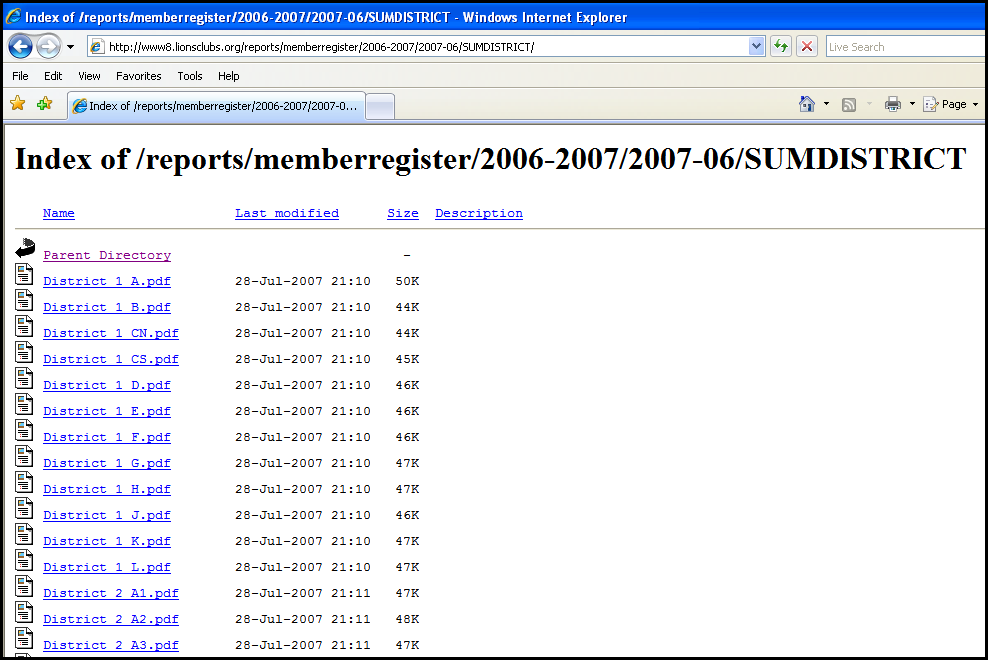 Index of /reports/memberregister/2006-2007/2007-06/SUMDISTRICT - Windows Internet Explorer
http://www8.lionsclubs.org/reports/memberregister/2006-2007/2007-06/SUMDISTRICT/ Live Search
File Edit View Favorites Tools Help
Index of /reports/memberregister/2006-2007/2007-0... Page
Index of /reports/memberregister/2006-2007/2007-06/SUMDISTRICT
Name Last modified Size Description
Parent Directory -
District 1 A.pdf 28-Jul-2007 21:10 50K
District 1 B.pdf 28-Jul-2007 21:10 44K
District 1 CN.pdf 28-Jul-2007 21:10 44K
District 1 CS.pdf 28-Jul-2007 21:10 45K
District 1 D.pdf 28-Jul-2007 21:10 46K
District 1 E.pdf 28-Jul-2007 21:10 46K
District 1 F.pdf 28-Jul-2007 21:10 46K
District 1 G.pdf 28-Jul-2007 21:10 47K
District 1 H.pdf 28-Jul-2007 21:10 47K
District 1 J.pdf 28-Jul-2007 21:10 46K
District 1 K.pdf 28-Jul-2007 21:10 47K
District 1 L.pdf 28-Jul-2007 21:10 47K
District 2 A1.pdf 28-Jul-2007 21:11 47K
District 2 A2.pdf 28-Jul-2007 21:11 48K
District 2 A3.pdf 28-Jul-2007 21:11 47K